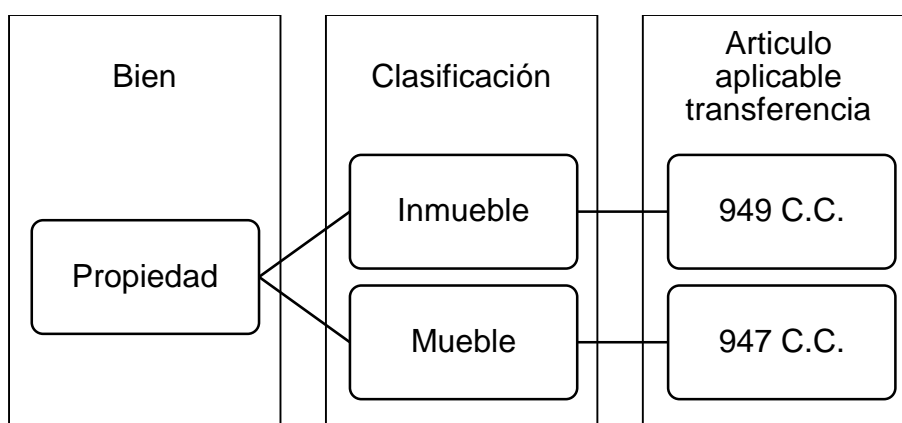 Bien
Clasificación
Articulo
aplicable
transferencia
Propiedad
Inmueble
949 C.C.
Mueble
947 C.C.